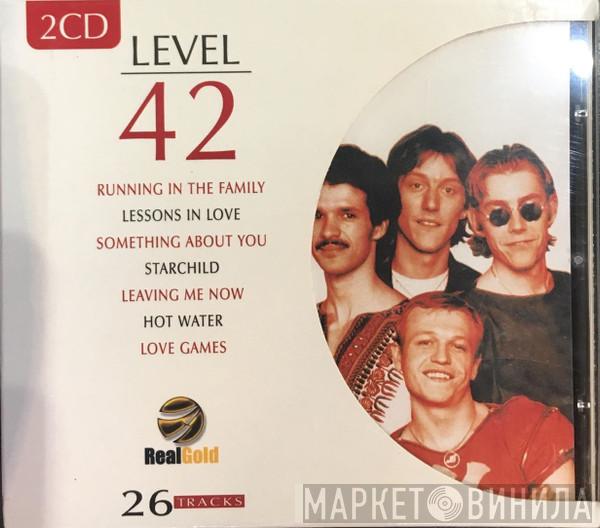 2CD
LEVEL
42
RUNNING IN THE FAMILY
LESSONS IN LOVE
SOMETHING ABOUT YOU
STARCHILD
LEAVING ME NOW
HOT WATER
LOVE GAMES
RealGold
26 TRACKS
МАРКЕТ ВИНИЛА